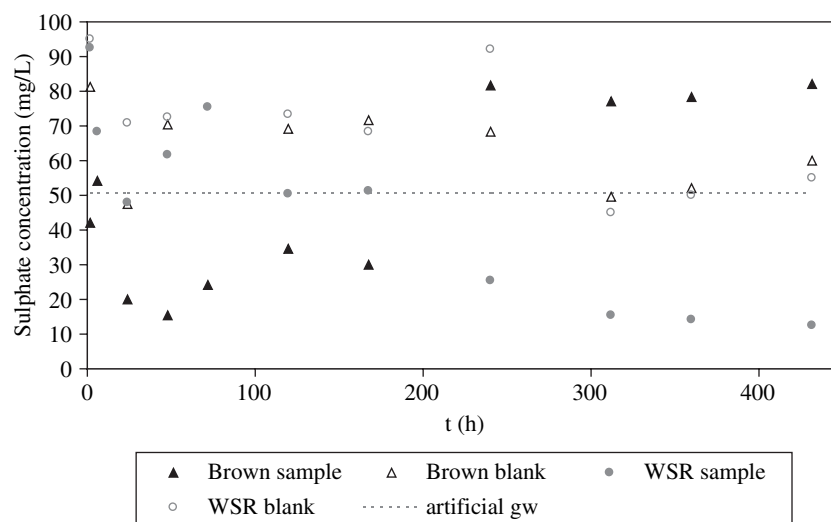 Sulphate concentration (mg/L)
100
90
80
70
60
50
40
30
20
10
0
0
100
200
300
400
t (h)
Brown sample
Brown blank
WSR sample
WSR blank
artificial gw